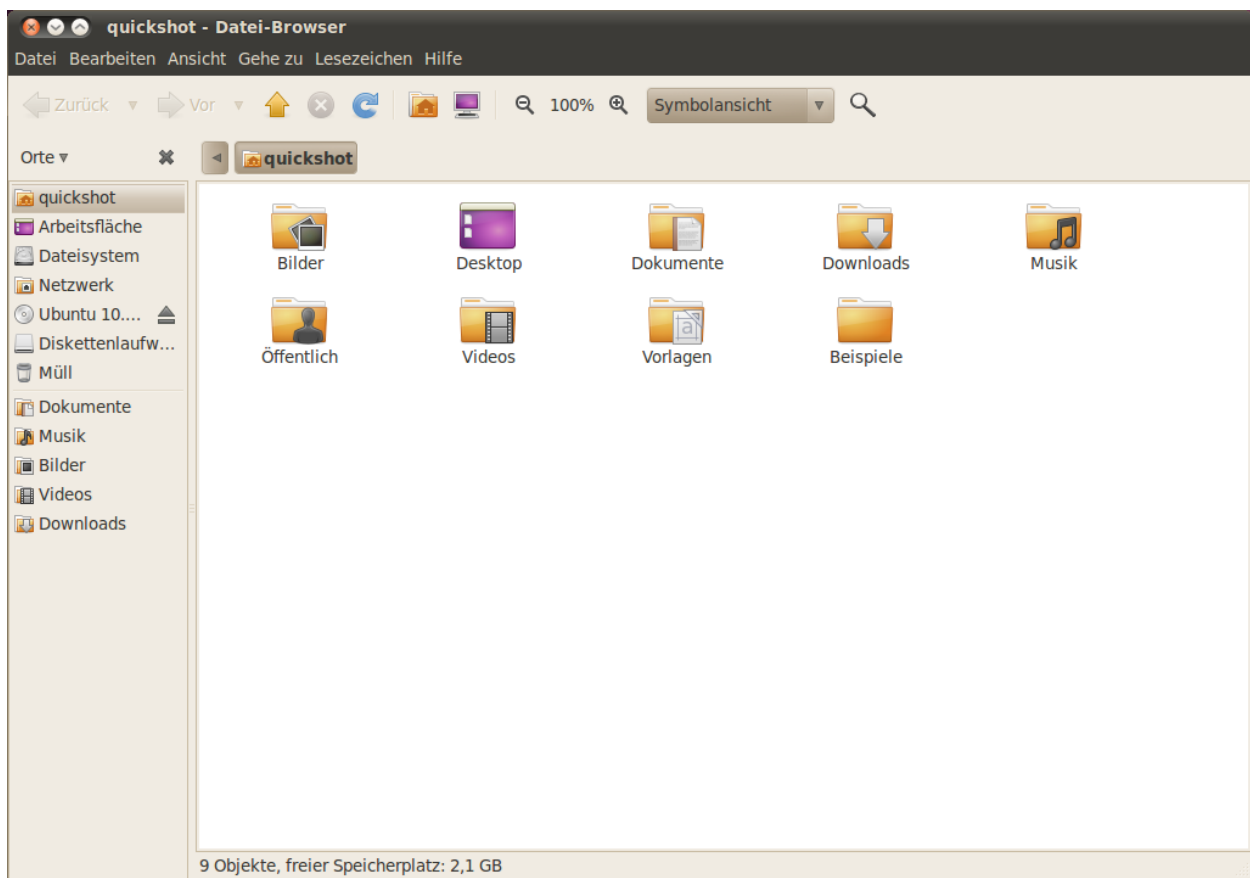 quickshot - Datei-Browser
Datei Bearbeiten Ansicht Gehe zu Lesezeichen Hilfe
Zurück Vor 100% Symbolansicht
Orte quickshot
quickshot
Arbeitsfläche
Dateisystem
Netzwerk
Ubuntu 10....
Diskettenlaufw...
Müll
Dokumente
Musik
Bilder
Videos
Downloads
Bilder Desktop Dokumente Downloads Musik
Öffentlich Videos Vorlagen Beispiele
9 Objekte, freier Speicherplatz: 2,1 GB